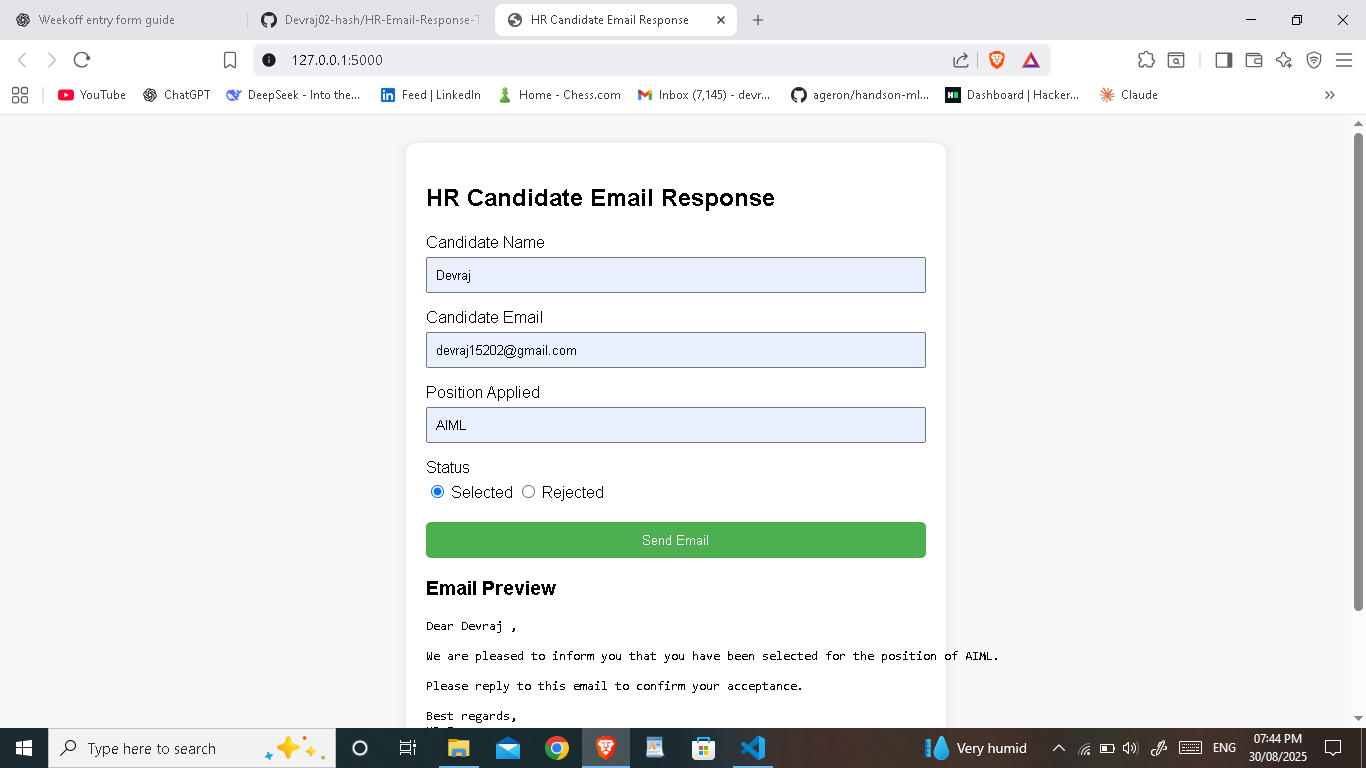 Weekoff entry form guide
Devraj02-hash/HR-Email-Response-T
HR Candidate Email Response
127.0.0.1:5000
YouTube
ChatGPT
DeepSeek - Into the...
Feed | LinkedIn
Home - Chess.com
Inbox (7,145) - devr...
ageron/handson-ml...
Dashboard | Hacker...
Claude
HR Candidate Email Response
Candidate Name
Devraj
Candidate Email
devraj15202@gmail.com
Position Applied
AIML
Status
Selected Rejected
Send Email
Email Preview
Dear Devraj ,
We are pleased to inform you that you have been selected for the position of AIML.
Please reply to this email to confirm your acceptance.
Best regards,
Type here to search
Very humid
ENG
07:44 PM
30/08/2025